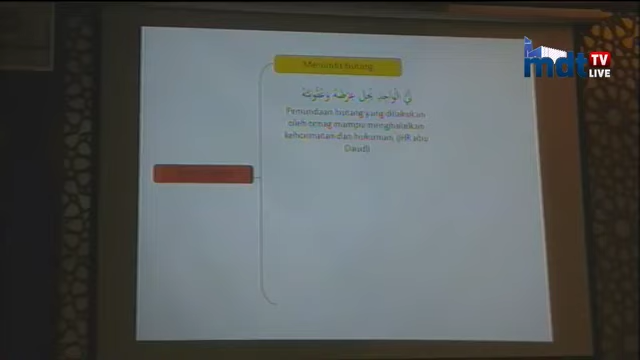 mdt TV
LIVE
Menunda hutang
لَيُّ الْوَاجِدِ يُحِلُّ عِرْضَهُ وَعُقُوبَتَهُ
Penundaan hutang yang dilakukan
oleh orang mampu menghalalkan
kehormatan dan hukuman, (HR abu
Daud)